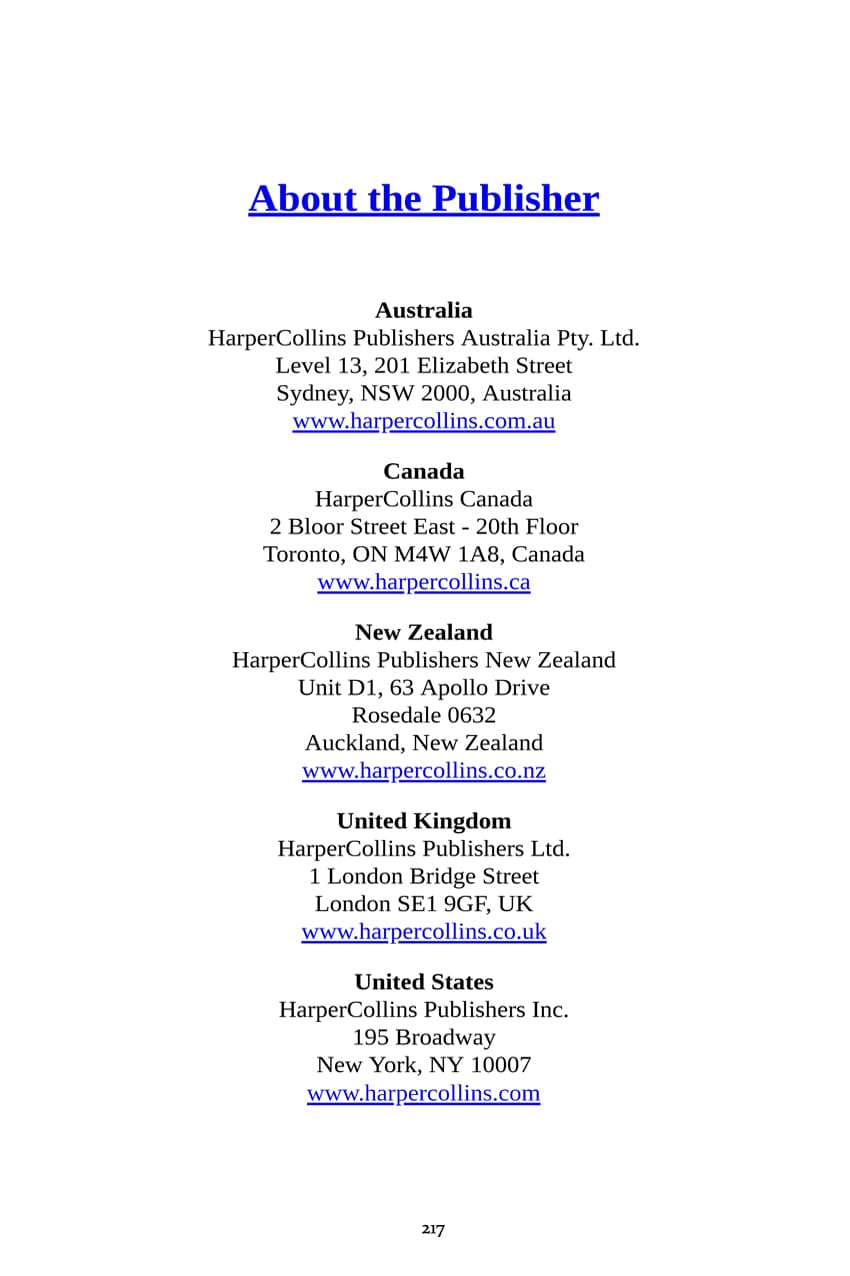 About the Publisher
Australia
HarperCollins Publishers Australia Pty. Ltd.
Level 13, 201 Elizabeth Street
Sydney, NSW 2000, Australia
www.harpercollins.com.au
Canada
HarperCollins Canada
2 Bloor Street East - 20th Floor
Toronto, ON M4W 1A8, Canada
www.harpercollins.ca
New Zealand
HarperCollins Publishers New Zealand
Unit D1, 63 Apollo Drive
Rosedale 0632
Auckland, New Zealand
www.harpercollins.co.nz
United Kingdom
HarperCollins Publishers Ltd.
1 London Bridge Street
London SE1 9GF, UK
www.harpercollins.co.uk
United States
HarperCollins Publishers Inc.
195 Broadway
New York, NY 10007
www.harpercollins.com
217